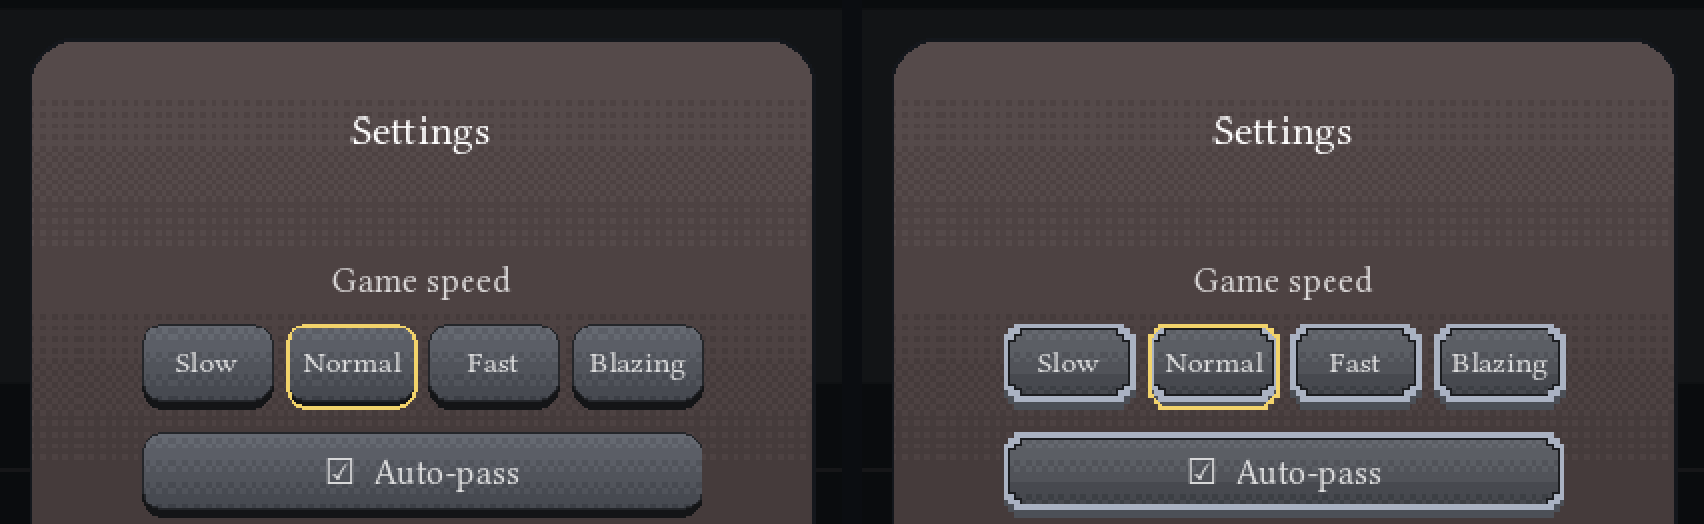 Settings
Game speed
Slow Normal Fast Blazing
☑ Auto-pass
Settings
Game speed
Slow Normal Fast Blazing
☑ Auto-pass